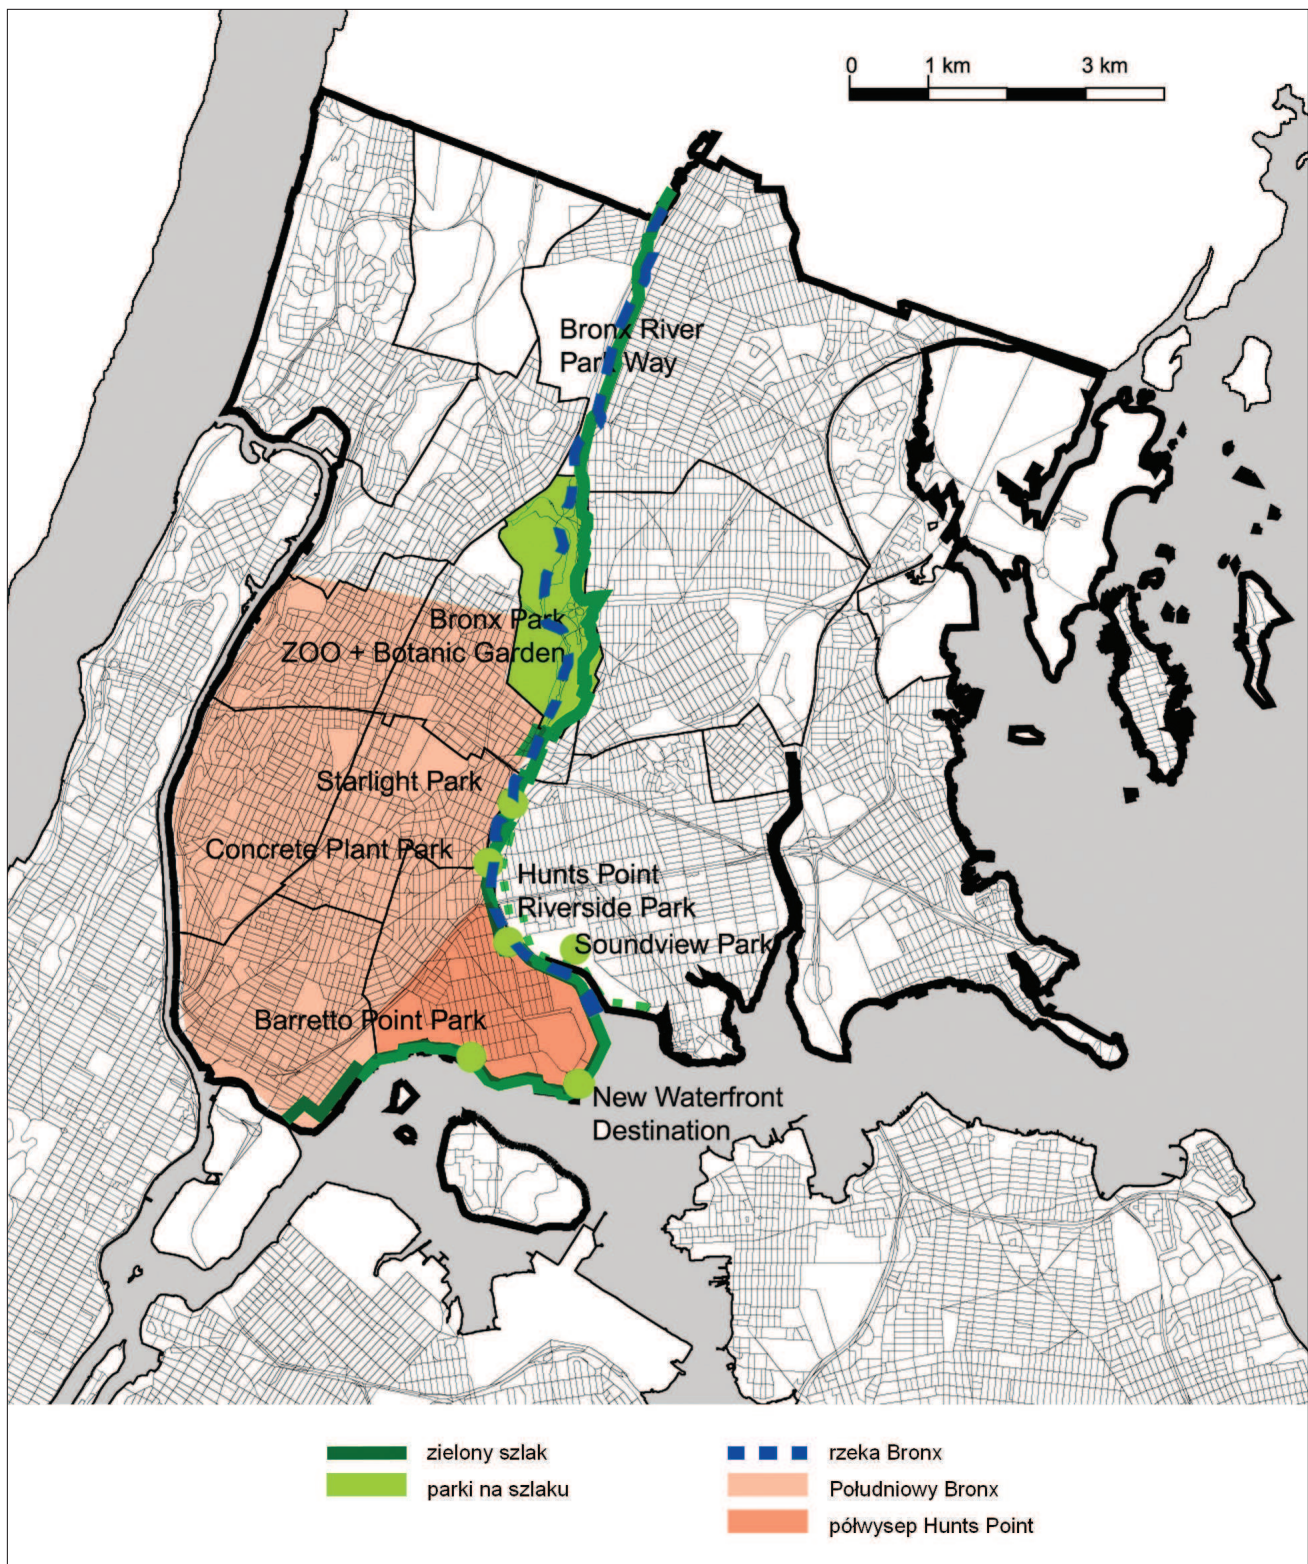 0 1 km 3 km
Bronx River
Park Way
Bronx Park
ZOO + Botanic Garden
Starlight Park
Concrete Plant Park
Hunts Point
Riverside Park
Soundview Park
Barretto Point Park
New Waterfront
Destination
zielony szlak
parki na szlaku
rzeka Bronx
Południowy Bronx
półwysep Hunts Point